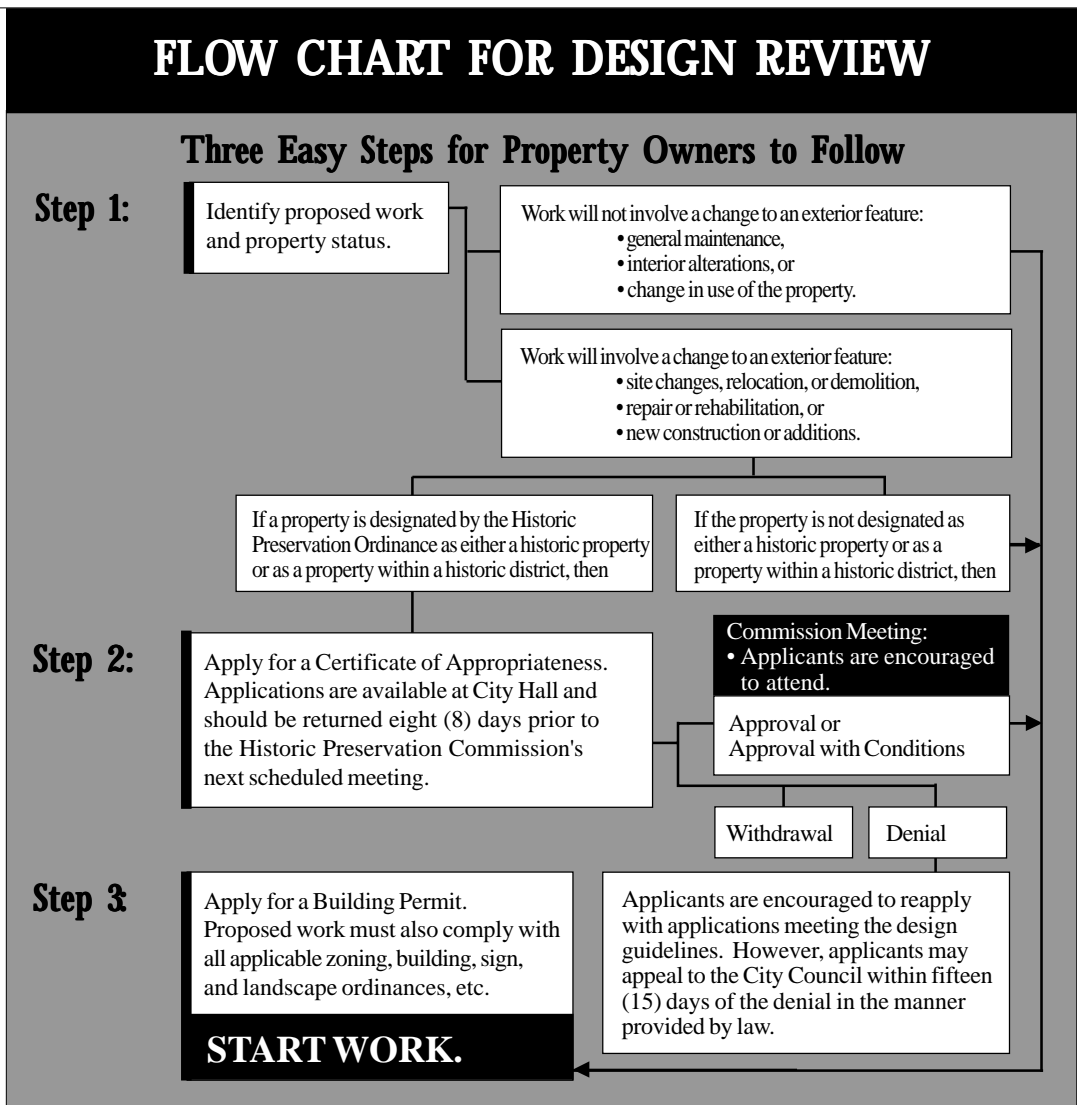 FLOW CHART FOR DESIGN REVIEW
Three Easy Steps for Property Owners to Follow
Step 1:
Identify proposed work
and property status.
Work will not involve a change to an exterior feature:
• general maintenance,
• interior alterations, or
• change in use of the property.
Work will involve a change to an exterior feature:
• site changes, relocation, or demolition,
• repair or rehabilitation, or
• new construction or additions.
If a property is designated by the Historic
Preservation Ordinance as either a historic property
or as a property within a historic district, then
If the property is not designated as
either a historic property or as a
property within a historic district, then
Step 2:
Apply for a Certificate of Appropriateness.
Applications are available at City Hall and
should be returned eight (8) days prior to
the Historic Preservation Commission's
next scheduled meeting.
Commission Meeting:
• Applicants are encouraged
to attend.
Approval or
Approval with Conditions
Withdrawal
Denial
Step 3:
Apply for a Building Permit.
Proposed work must also comply with
all applicable zoning, building, sign,
and landscape ordinances, etc.
START WORK.
Applicants are encouraged to reapply
with applications meeting the design
guidelines. However, applicants may
appeal to the City Council within fifteen
(15) days of the denial in the manner
provided by law.